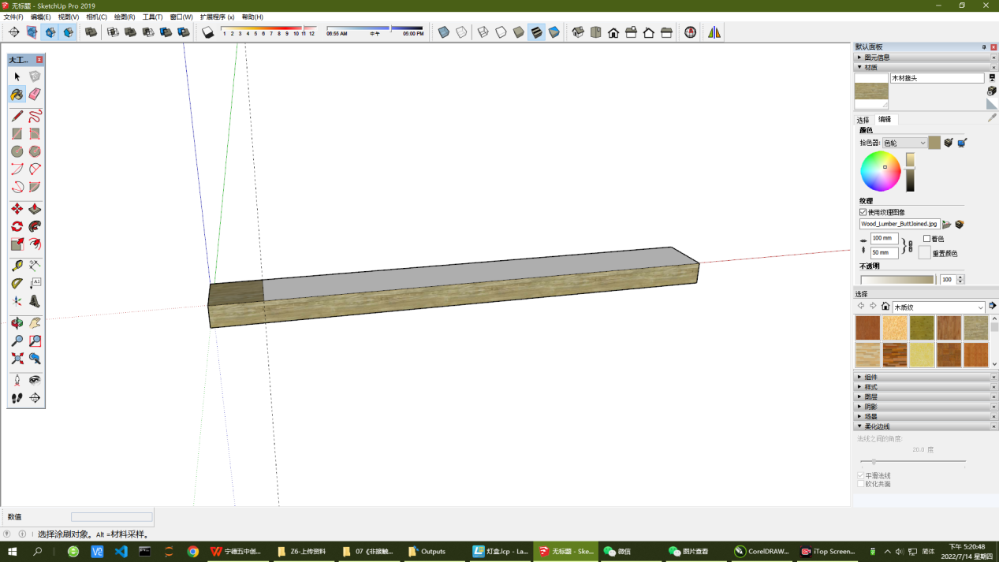 无标题 - SketchUp Pro 2019
文件(F) 编辑(E) 视图(V) 相机(C) 绘图(R) 工具(T) 窗口(W) 扩展程序 (x) 帮助(H)
1 2 3 4 5 6 7 8 9 10 11 12
06:55 AM 中午 05:00 PM
大工...
默认面板
图元信息
材质
木材接头
选择 编辑
颜色
拾色器: 色轮
纹理
使用纹理图像
Wood_Lumber_ButtJoined.jpg
100 mm 着色
50 mm 重置颜色
不透明
100
选择
木质纹
组件
样式
图层
阴影
场景
柔化边线
法线之间的角度:
20.0 度
平滑法线
软化共面
数值
选择涂刷对象。Alt =材料采样。
宁德五中创... Z6-上传资料 07《非接触... Outputs 灯盒.lcp - La... 无标题 - Ske... 微信 图片查看 CorelDRAW... iTop Screen... 简体
下午 5:20:48
2022/7/14 星期四